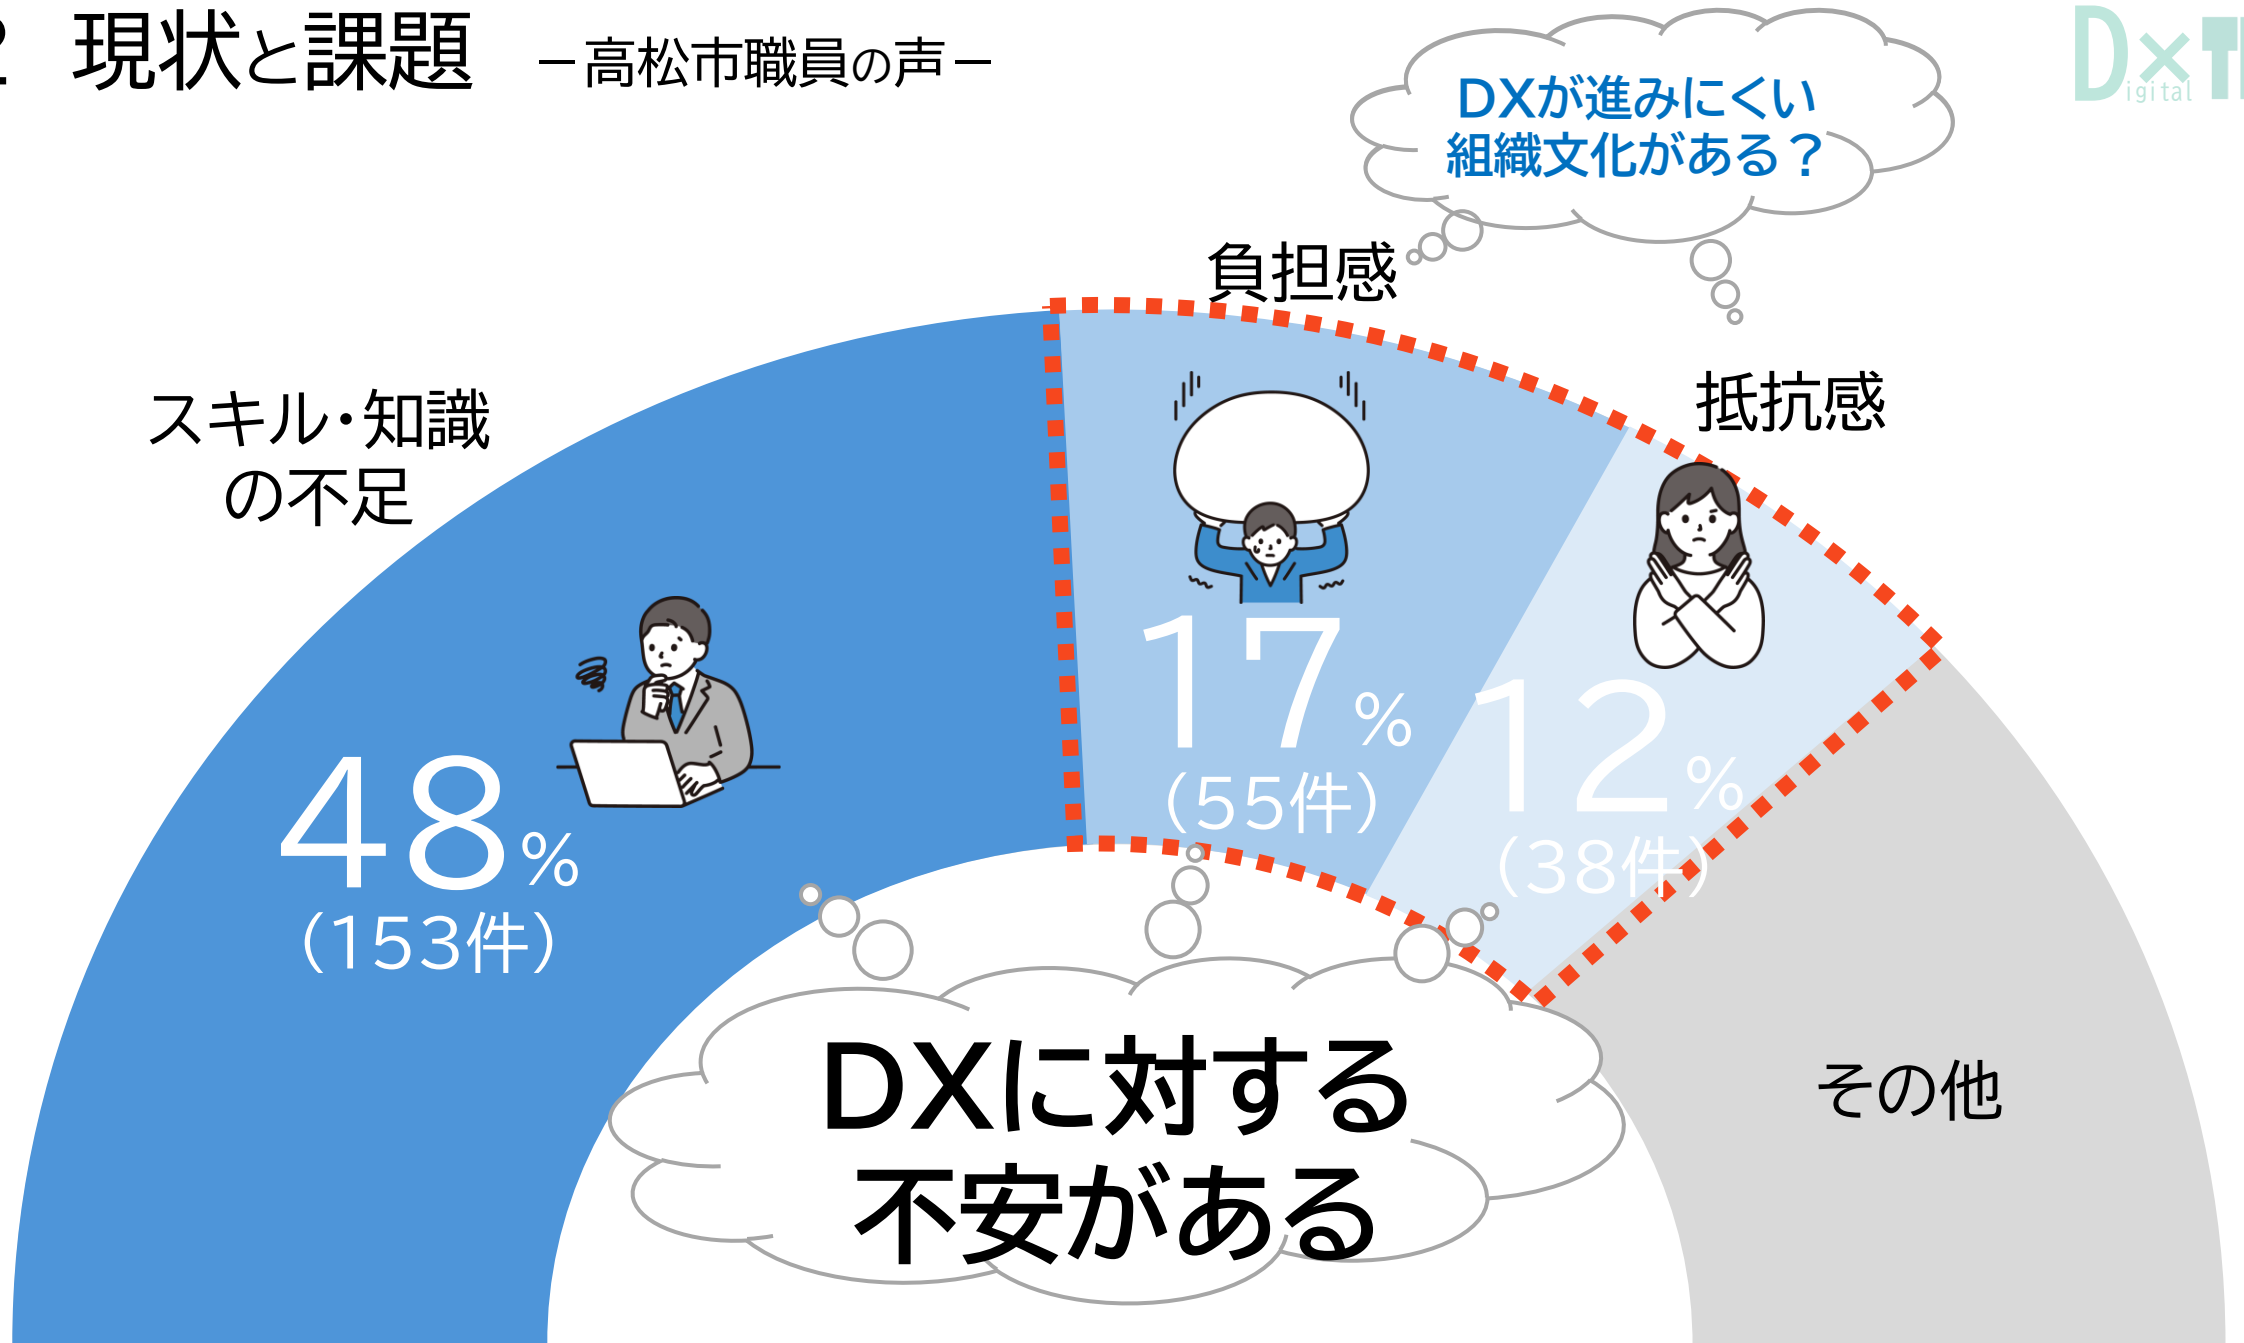 2 現状と課題 －高松市職員の声－
D×T
igital
DXが進みにくい
組織文化がある？
負担感
抵抗感
スキル・知識
の不足
17%
（55件）
12%
（38件）
48%
（153件）
DXに対する
不安がある
その他